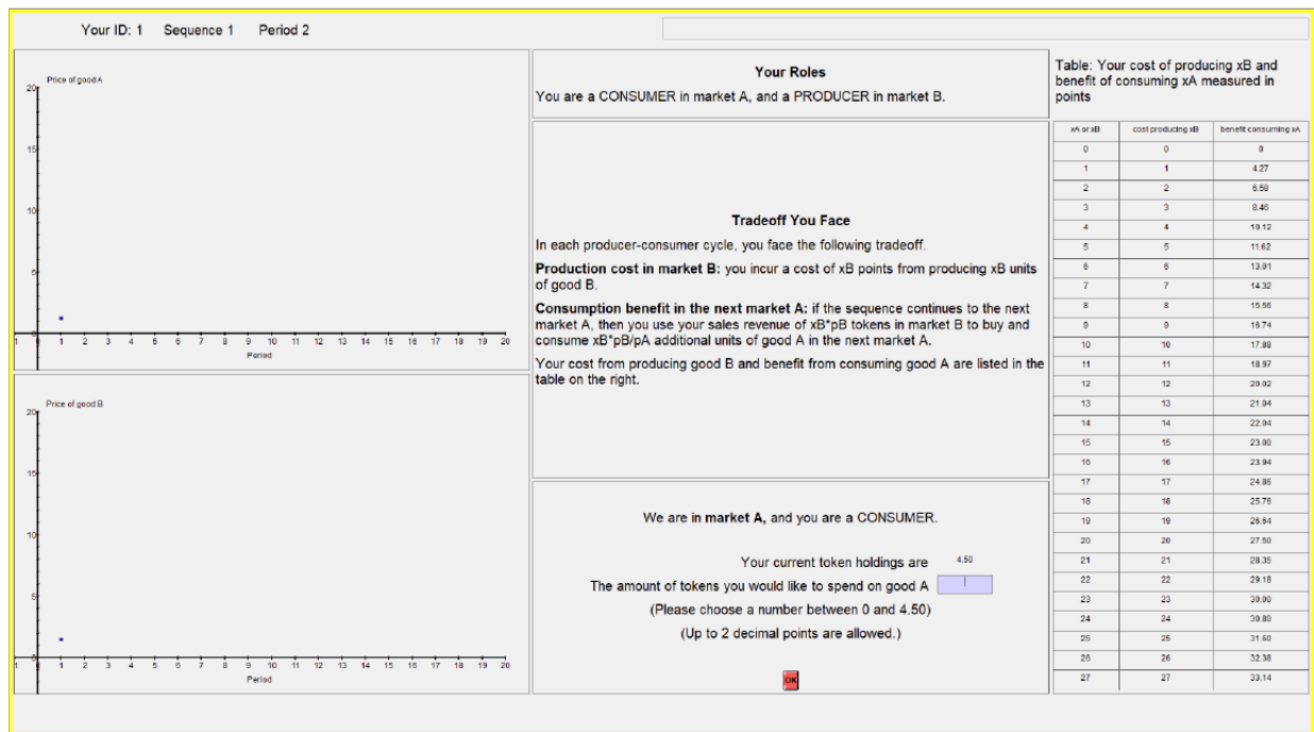 Your ID: 1 Sequence 1 Period 2
Price of good A
20
15
10
5
0
1 1 2 3 4 5 6 7 8 9 10 11 12 13 14 15 16 17 18 19 20
Period
Price of good B
20
15
10
5
1 1 2 3 4 5 6 7 8 9 10 11 12 13 14 15 16 17 18 19 20
Period
Your Roles
You are a CONSUMER in market A, and a PRODUCER in market B.
Tradeoff You Face
In each producer-consumer cycle, you face the following tradeoff.
Production cost in market B: you incur a cost of xB points from producing xB units
of good B.
Consumption benefit in the next market A: if the sequence continues to the next
market A, then you use your sales revenue of xB*pB tokens in market B to buy and
consume xB*pB/pA additional units of good A in the next market A.
Your cost from producing good B and benefit from consuming good A are listed in the
table on the right.
We are in market A, and you are a CONSUMER.
Your current token holdings are 4.50
The amount of tokens you would like to spend on good A
(Please choose a number between 0 and 4.50)
(Up to 2 decimal points are allowed.)
OK
Table: Your cost of producing xB and
benefit of consuming xA measured in
points
xA or xB cost producing xB benefit consuming xA
0 0 0
1 1 4.27
2 2 6.58
3 3 8.46
4 4 10.12
5 5 11.62
6 6 13.01
7 7 14.32
8 8 15.56
9 9 16.74
10 10 17.88
11 11 18.97
12 12 20.02
13 13 21.04
14 14 22.04
15 15 23.00
16 16 23.94
17 17 24.86
18 18 25.76
19 19 26.64
20 20 27.50
21 21 28.35
22 22 29.18
23 23 30.00
24 24 30.80
25 25 31.60
26 26 32.38
27 27 33.14